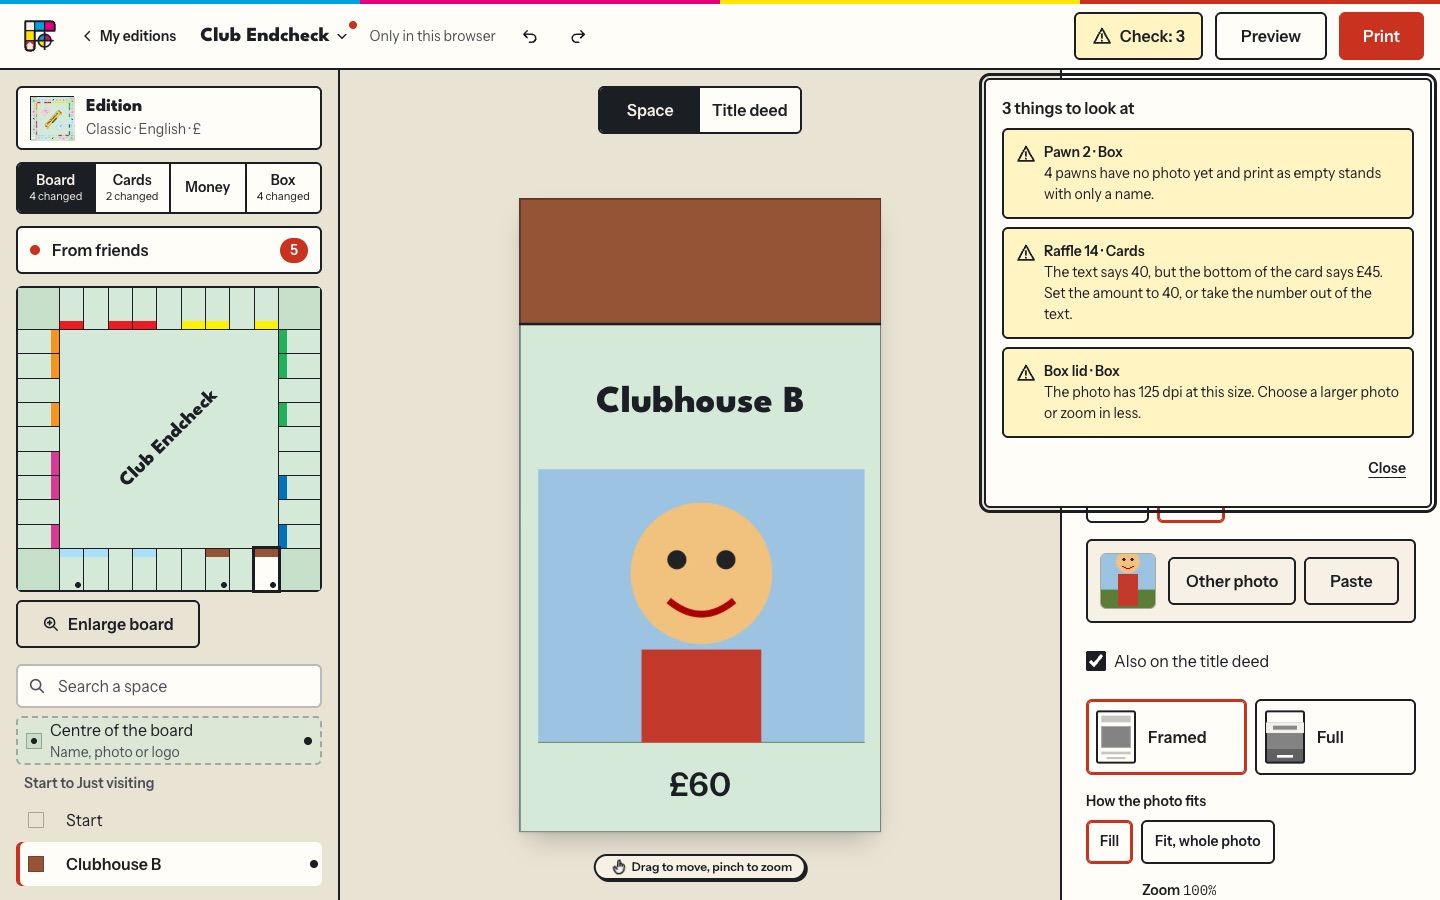 My editions
Club Endcheck
Only in this browser
Check: 3
Preview
Print
Edition
Classic · English · £
Board
4 changed
Cards
2 changed
Money
Box
4 changed
From friends
5
Club Endcheck
Enlarge board
Search a space
Centre of the board
Name, photo or logo
Start to Just visiting
Start
Clubhouse B
Space
Title deed
Clubhouse B
£60
Drag to move, pinch to zoom
3 things to look at
Pawn 2 · Box
4 pawns have no photo yet and print as empty stands
with only a name.
Raffle 14 · Cards
The text says 40, but the bottom of the card says £45.
Set the amount to 40, or take the number out of the
text.
Box lid · Box
The photo has 125 dpi at this size. Choose a larger photo
or zoom in less.
Close
Other photo
Paste
Also on the title deed
Framed
Full
How the photo fits
Fill
Fit, whole photo
Zoom 100%